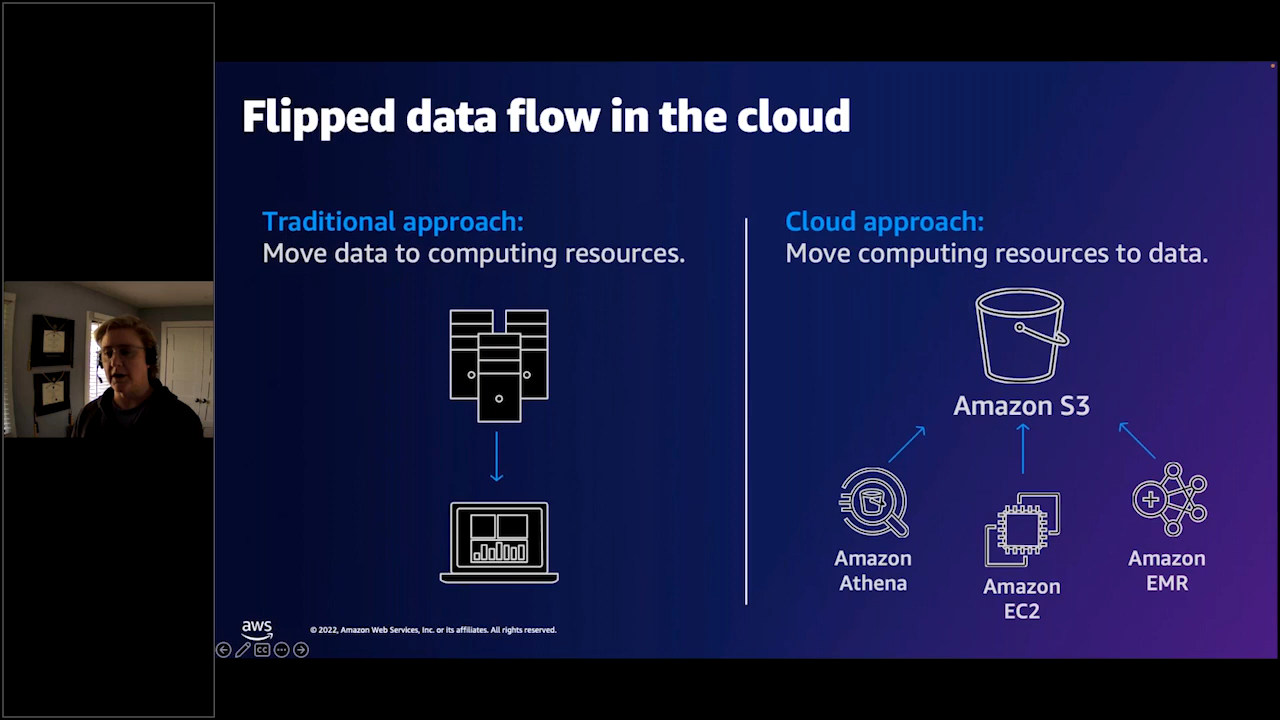 Flipped data flow in the cloud
Traditional approach:
Move data to computing resources.
Cloud approach:
Move computing resources to data.
Amazon S3
Amazon
Athena
Amazon
EC2
Amazon
EMR
aws
© 2022, Amazon Web Services, Inc. or its affiliates. All rights reserved.
CC